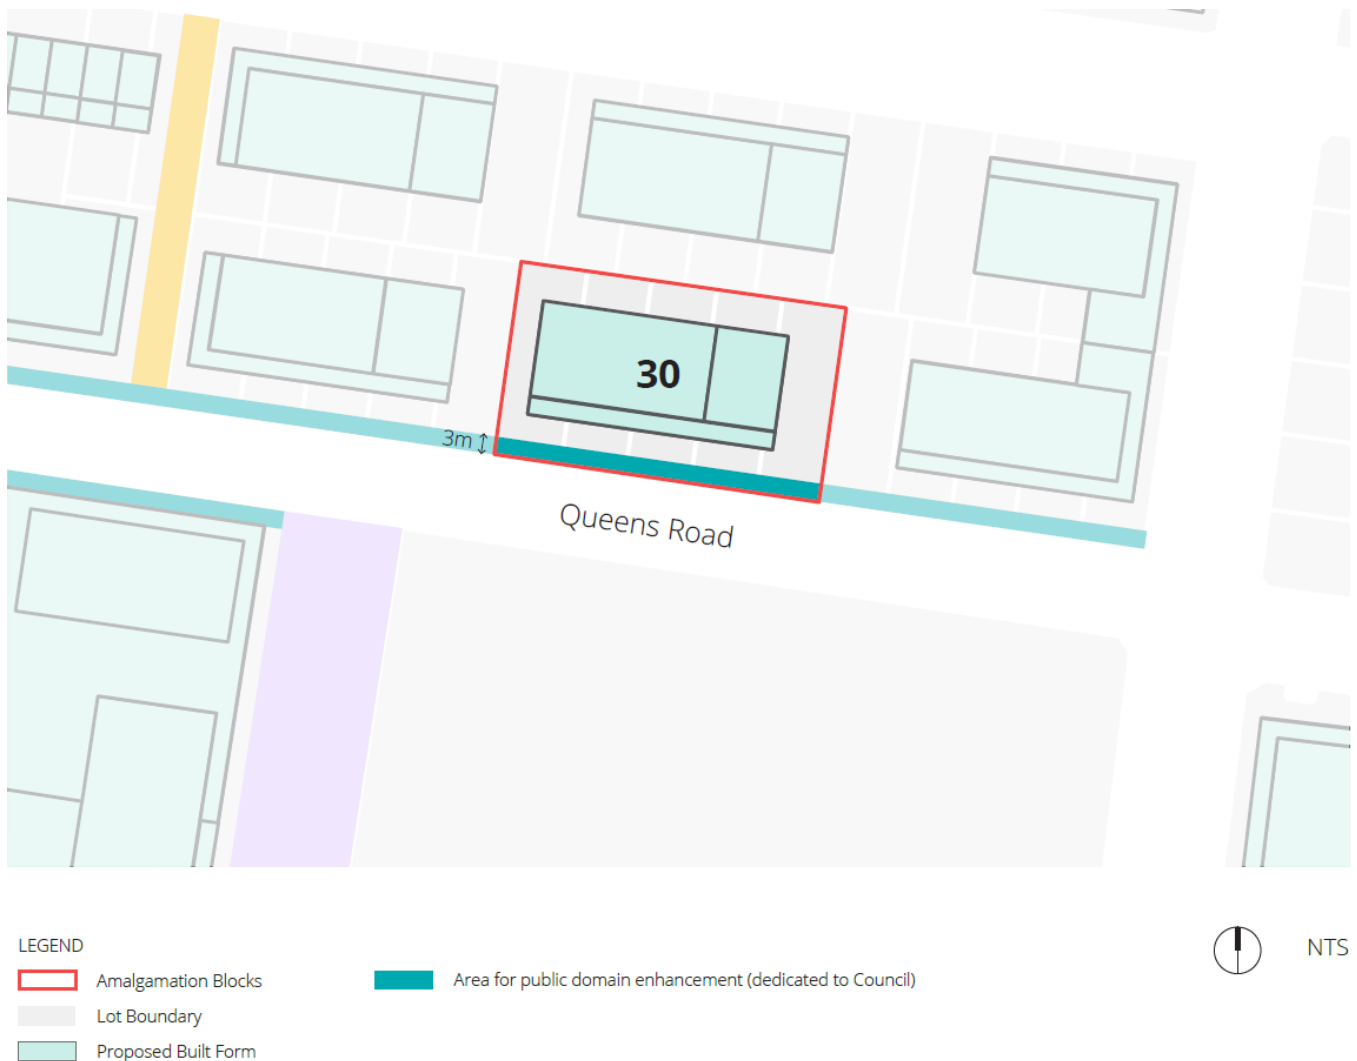 30
3m
Queens Road
LEGEND
NTS
Amalgamation Blocks
Area for public domain enhancement (dedicated to Council)
Lot Boundary
Proposed Built Form